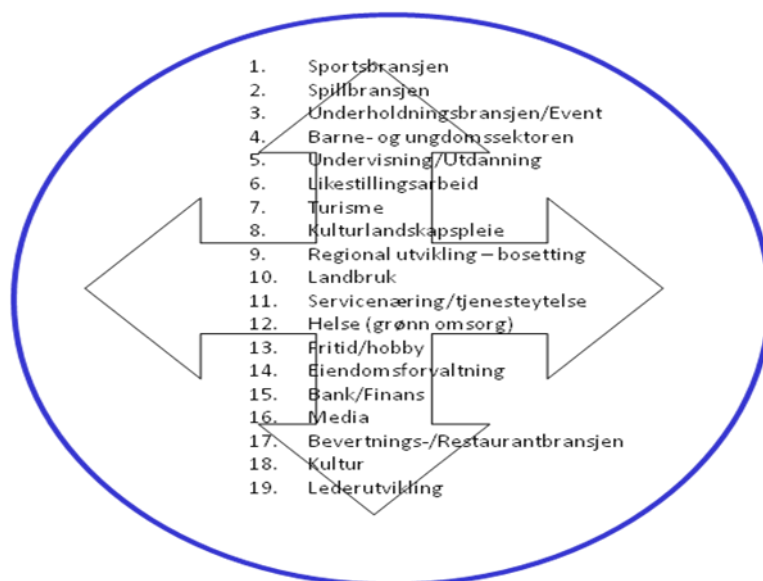 1. Sportsbransjen
2. Spillbransjen
3. Underholdningsbransjen/Event
4. Barne- og ungdomssektoren
5. Undervisning/Utdanning
6. Likestillingsarbeid
7. Turisme
8. Kulturlandskapspleie
9. Regional utvikling – bosetting
10. Landbruk
11. Servicenæring/tjenesteytelse
12. Helse (grønn omsorg)
13. Fritid/hobby
14. Eiendomsforvaltning
15. Bank/Finans
16. Media
17. Bevertnings-/Restaurantbransjen
18. Kultur
19. Lederutvikling